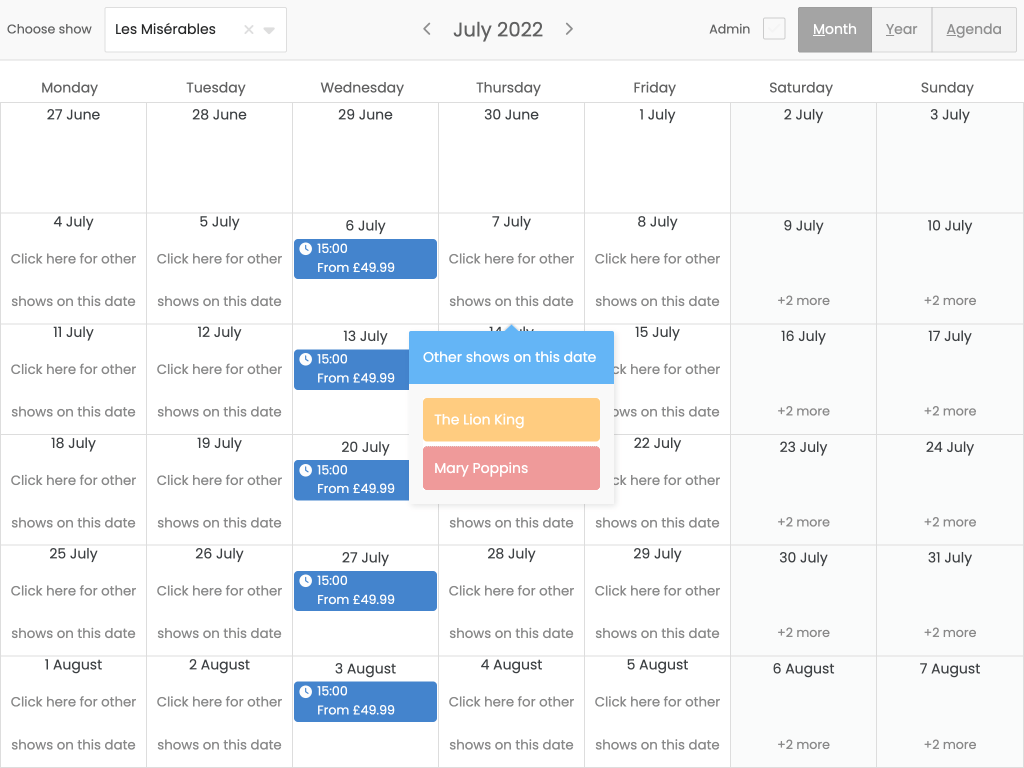 Choose show
Les Misérables
July 2022
Admin
Month
Year
Agenda
Monday Tuesday Wednesday Thursday Friday Saturday Sunday
27 June 28 June 29 June 30 June 1 July 2 July 3 July
4 July 5 July 6 July 7 July 8 July 9 July 10 July
15:00
Click here for other Click here for other From £49.99 Click here for other Click here for other
shows on this date shows on this date shows on this date shows on this date +2 more +2 more
11 July 12 July 13 July 14 July 15 July 16 July 17 July
15:00
Click here for other Click here for other From £49.99
shows on this date shows on this date +2 more +2 more
Other shows on this date
The Lion King
Mary Poppins
18 July 19 July 20 July 22 July 23 July 24 July
15:00
Click here for other Click here for other From £49.99
shows on this date shows on this date shows on this date shows on this date +2 more +2 more
25 July 26 July 27 July 28 July 29 July 30 July 31 July
15:00
Click here for other Click here for other From £49.99 Click here for other Click here for other
shows on this date shows on this date shows on this date shows on this date +2 more +2 more
1 August 2 August 3 August 4 August 5 August 6 August 7 August
15:00
Click here for other Click here for other From £49.99 Click here for other Click here for other
shows on this date shows on this date shows on this date shows on this date +2 more +2 more